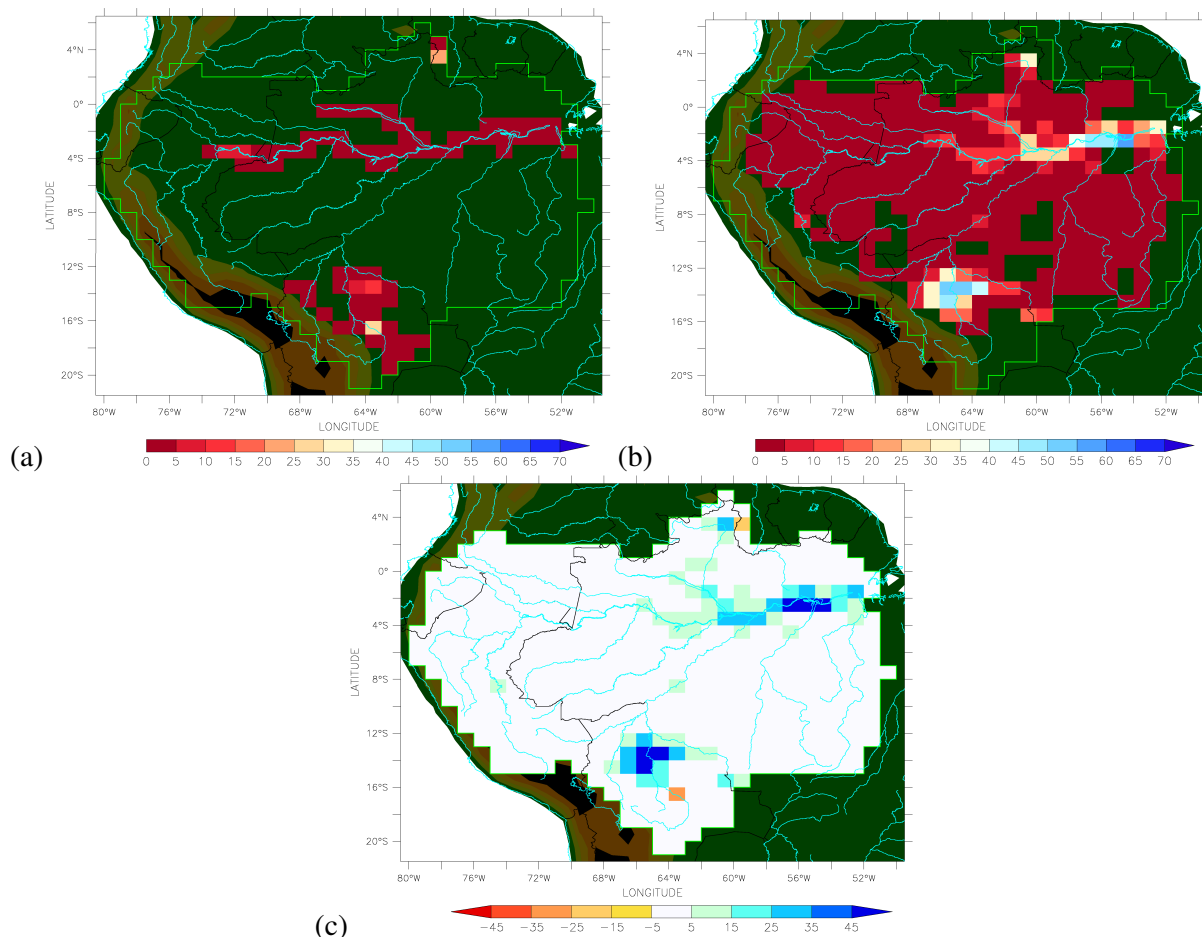 4°N
0°
4°S
8°S
12°S
16°S
20°S
LATITUDE
80°W 76°W 72°W 68°W 64°W 60°W 56°W 52°W
LONGITUDE
(a)
0 5 10 15 20 25 30 35 40 45 50 55 60 65 70
4°N
0°
4°S
8°S
12°S
16°S
20°S
LATITUDE
80°W 76°W 72°W 68°W 64°W 60°W 56°W 52°W
LONGITUDE
(b)
0 5 10 15 20 25 30 35 40 45 50 55 60 65 70
4°N
0°
4°S
8°S
12°S
16°S
20°S
LATITUDE
80°W 76°W 72°W 68°W 64°W 60°W 56°W 52°W
LONGITUDE
(c)
-45 -35 -25 -15 -5 5 15 25 35 45